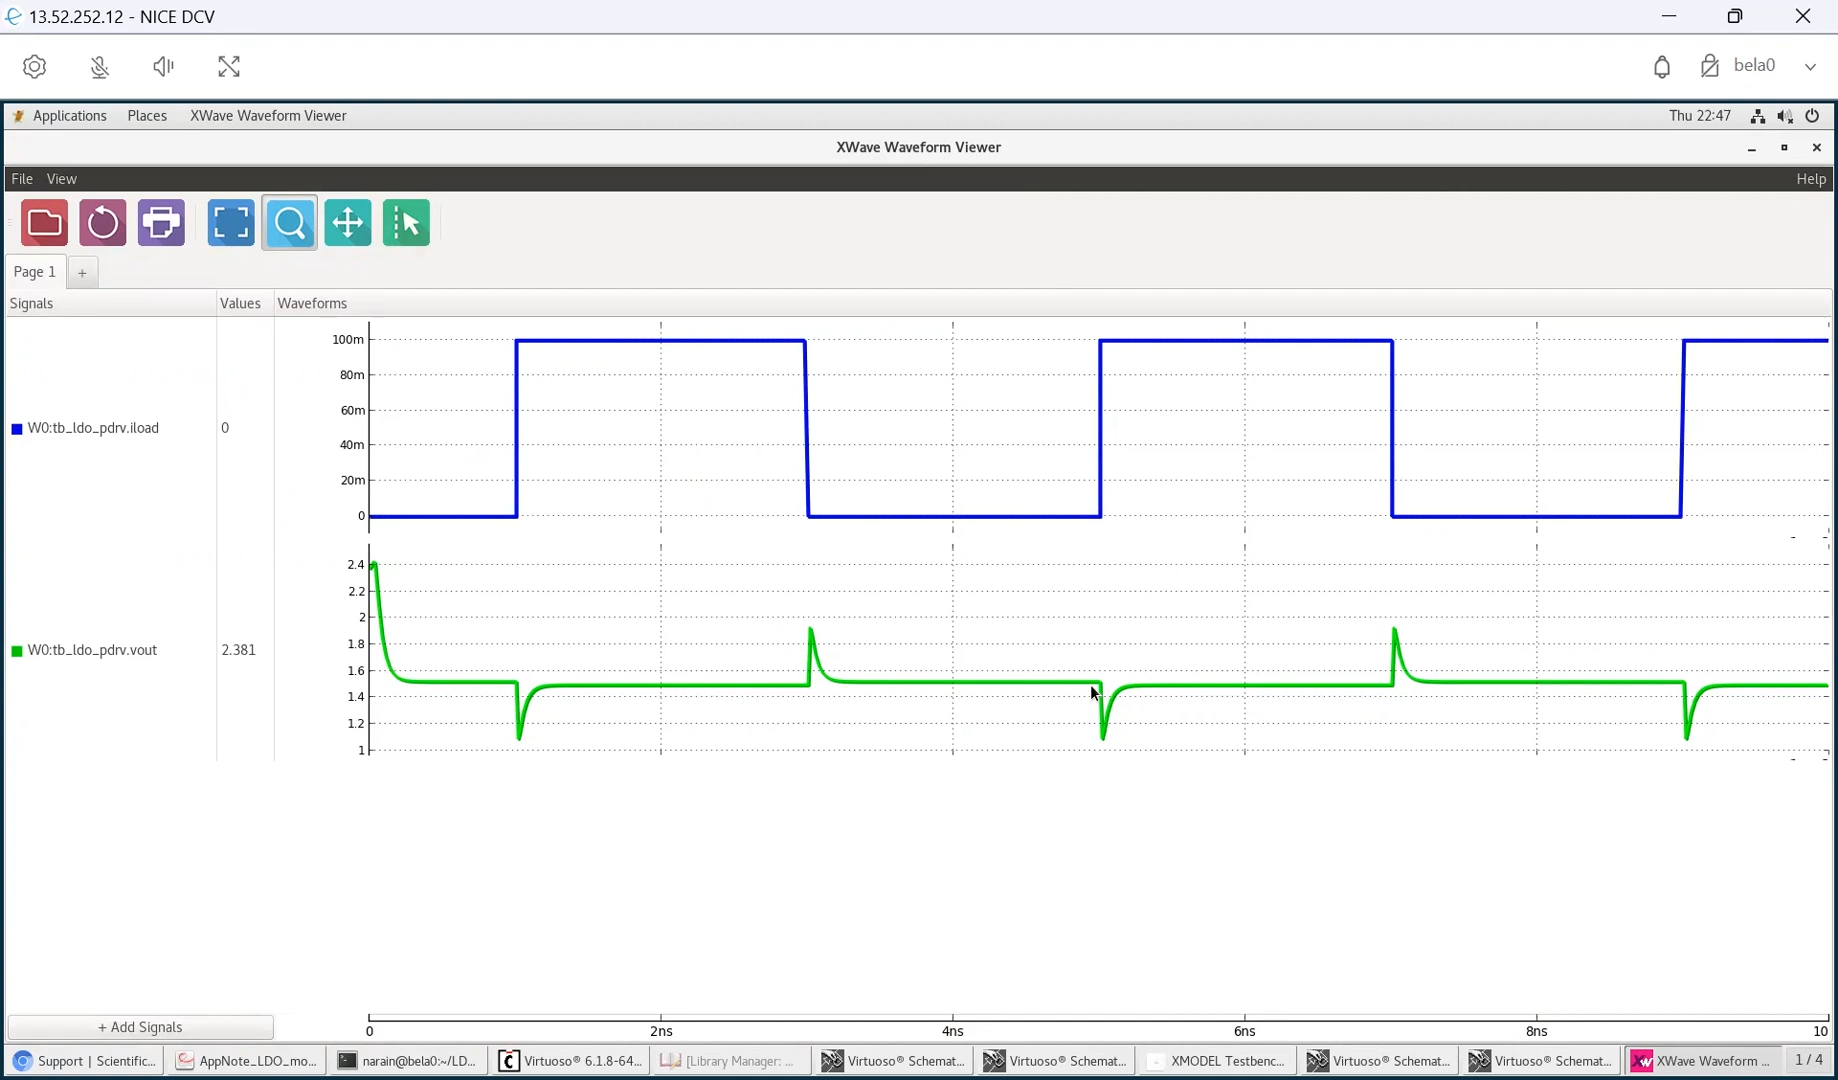 13.52.252.12 - NICE DCV
bela0
Applications Places XWave Waveform Viewer Thu 22:47
XWave Waveform Viewer
File View Help
Page 1 +
Signals Values Waveforms
100m
80m
60m
40m
20m
0
W0:tb_ldo_pdrv.iload 0
2.4
2.2
2
1.8
1.6
1.4
1.2
1
W0:tb_ldo_pdrv.vout 2.381
+ Add Signals
0 2ns 4ns 6ns 8ns 10
Support | Scientific... AppNote_LDO_mo... narain@bela0:~/LD... Virtuoso® 6.1.8-64... [Library Manager: ... Virtuoso® Schemat... Virtuoso® Schemat... XMODEL Testbenc... Virtuoso® Schemat... Virtuoso® Schemat... XWave Waveform ... 1 / 4